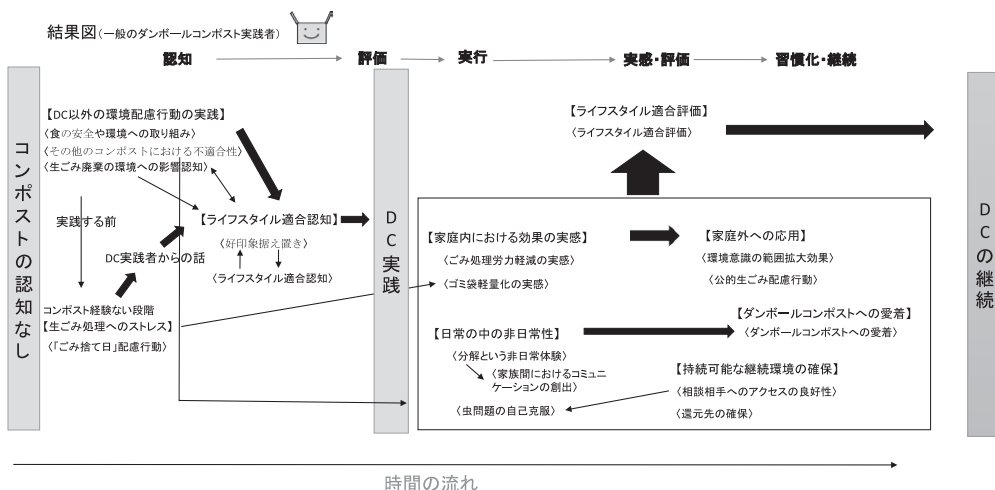 結果図(一般のダンボールコンポスト実践者)
認知
評価
実行
実感・評価
習慣化・継続
コンポストの認知なし
【DC以外の環境配慮行動の実践】
〈食の安全や環境への取り組み〉
〈その他のコンポストにおける不適合性〉
〈生ごみ廃棄の環境への影響認知〉
実践する前
DC実践者からの話
コンポスト経験ない段階
【生ごみ処理へのストレス】
〈「ごみ捨て日」配慮行動〉
【ライフスタイル適合認知】
〈好印象据え置き〉
〈ライフスタイル適合認知〉
DC実践
【ライフスタイル適合評価】
〈ライフスタイル適合評価〉
【家庭内における効果の実感】
〈ごみ処理労力軽減の実感〉
〈ゴミ袋軽量化の実感〉
【家庭外への応用】
〈環境意識の範囲拡大効果〉
〈公的生ごみ配慮行動〉
【日常の中の非日常性】
〈分解という非日常体験〉
〈家族間におけるコミュニ
ケーションの創出〉
〈虫問題の自己克服〉
【ダンボールコンポストへの愛着】
〈ダンボールコンポストへの愛着〉
【持続可能な継続環境の確保】
〈相談相手へのアクセスの良好性〉
〈還元先の確保〉
DCの継続
時間の流れ